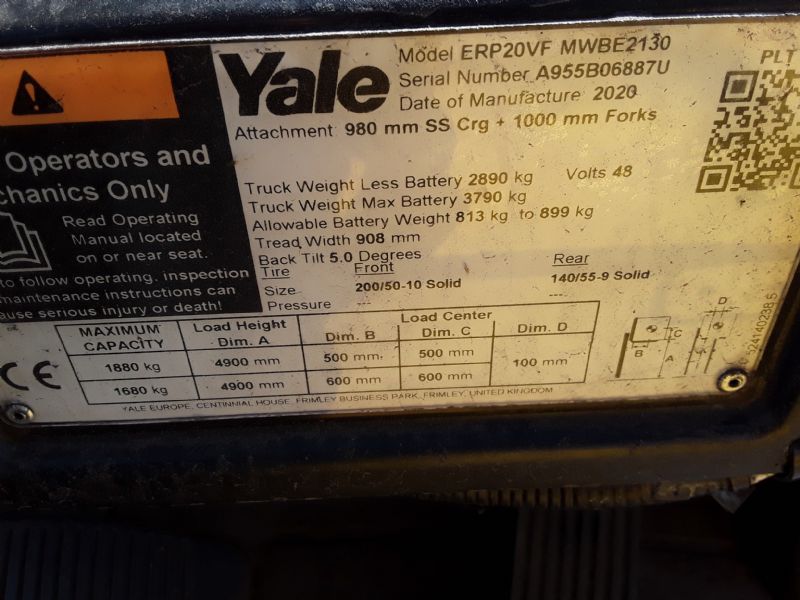 Yale
Model ERP20VF MWBE2130
Serial Number A955B06887U
Date of Manufacture 2020
PLT
Attachment 980 mm SS Crg + 1000 mm Forks
Operators and
chanics Only
Read Operating
Manual located
on or near seat.
to follow operating, inspection
maintenance instructions can
ause serious injury or death!
Truck Weight Less Battery 2890 kg Volts 48
Truck Weight Max Battery 3790 kg
Allowable Battery Weight 813 kg to 899 kg
Tread Width 908 mm
Back Tilt 5.0 Degrees
Tire Front Rear
Size 200/50-10 Solid 140/55-9 Solid
Pressure --- ---
MAXIMUM CAPACITY Load Height Dim. A Load Center
Dim. B Dim. C Dim. D
1880 kg 4900 mm 500 mm 500 mm 100 mm
1680 kg 4900 mm 600 mm 600 mm
CE
YALE EUROPE, CENTINNIAL HOUSE, FRIMLEY BUSINESS PARK, FRIMLEY, UNITED KINGDOM
B
C
A
D
524140238.5